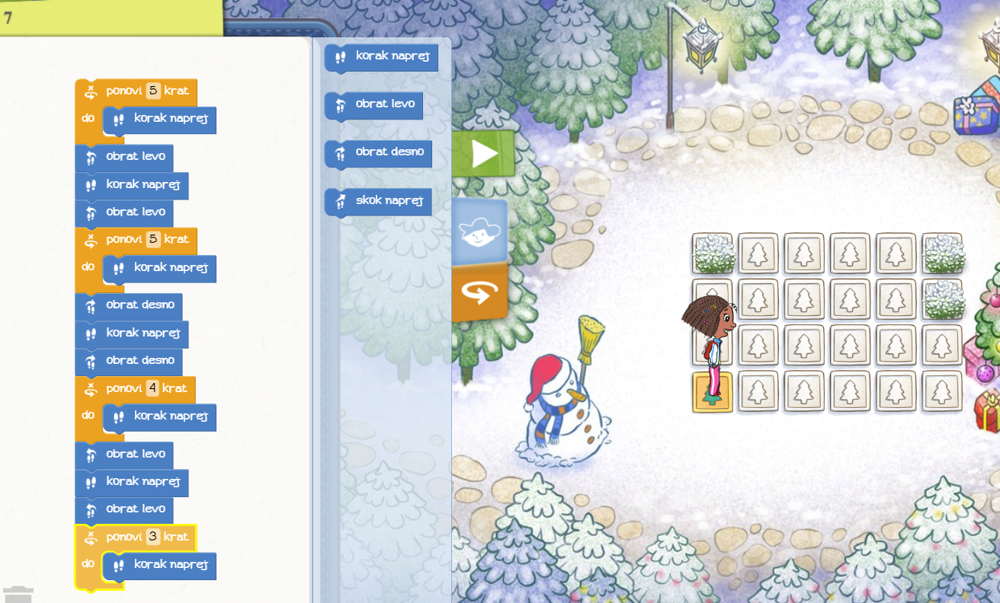 7
ponovi 5 krat
do korak naprej
obrat levo
korak naprej
obrat levo
ponovi 5 krat
do korak naprej
obrat desno
korak naprej
obrat desno
ponovi 4 krat
do korak naprej
obrat levo
korak naprej
obrat levo
ponovi 3 krat
do korak naprej
korak naprej
obrat levo
obrat desno
skok naprej